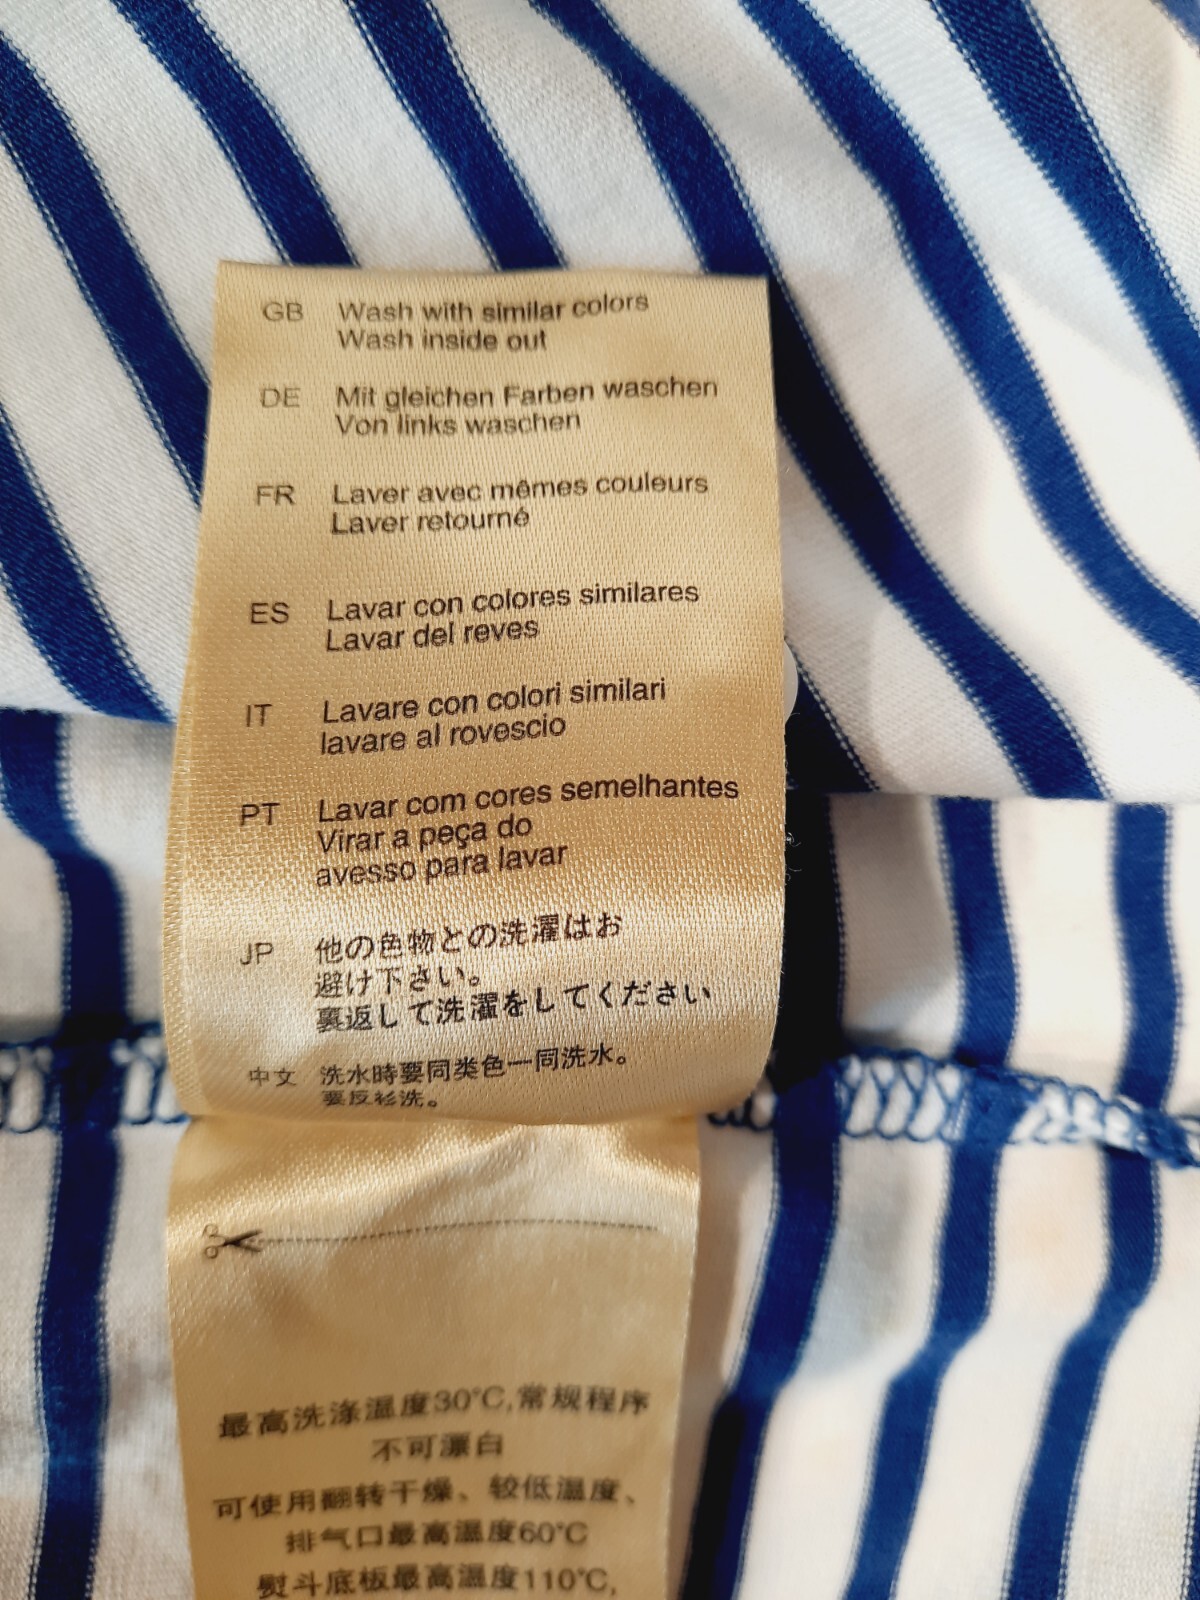 GB Wash with similar colors
Wash inside out
DE Mit gleichen Farben waschen
Von links waschen
FR Laver avec mêmes couleurs
Laver retourné
ES Lavar con colores similares
Lavar del reves
IT Lavare con colori similari
lavare al rovescio
PT Lavar com cores semelhantes
Virar a peça do
avesso para lavar
JP 他の色物との洗濯はお
避け下さい。
裏返して洗濯をしてください
中文 洗水時要同类色一同洗水。
要反衫洗。
最高洗涤温度30°C,常规程序
不可漂白
可使用翻转干燥、较低温度、
排气口最高温度60°C
熨斗底板最高温度110°C,